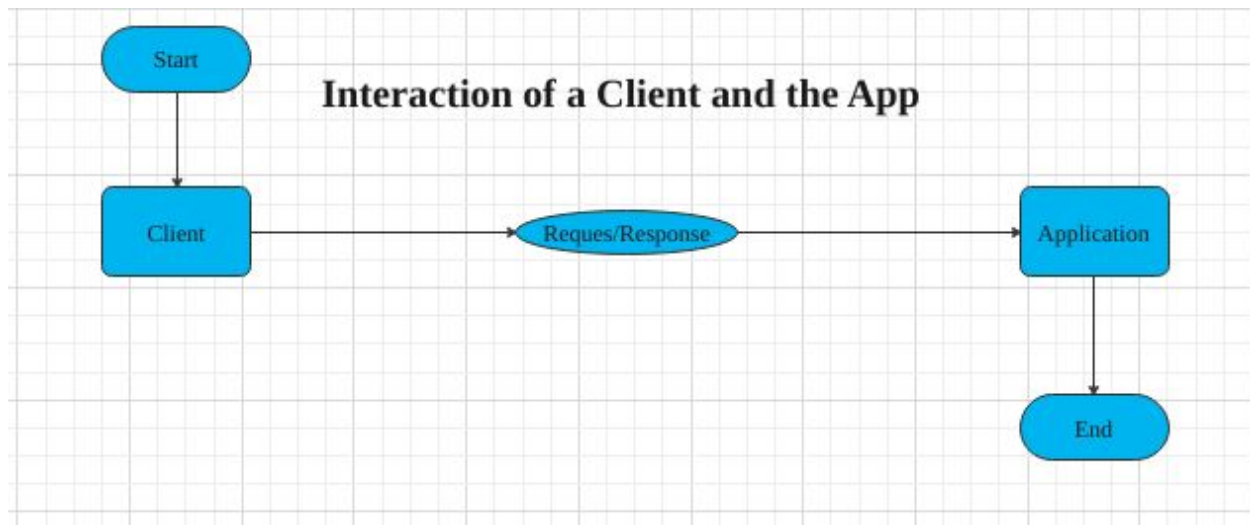 Start
Interaction of a Client and the App
Client
Reques/Response
Application
End